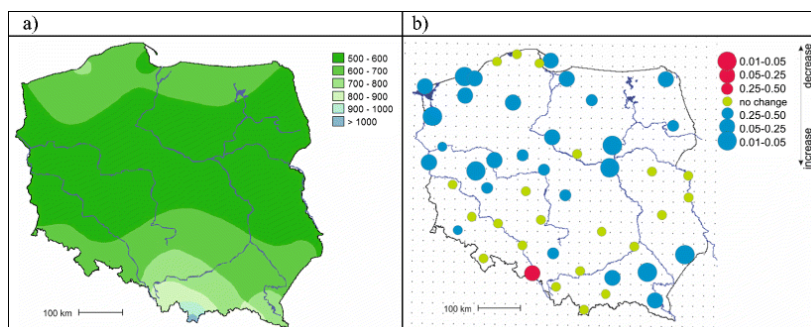 a)
500 - 600
600 - 700
700 - 800
800 - 900
900 - 1000
> 1000
100 km
b)
0.01-0.05
0.05-0.25
0.25-0.50
no change
0.25-0.50
0.05-0.25
0.01-0.05
decrease
increase
100 km